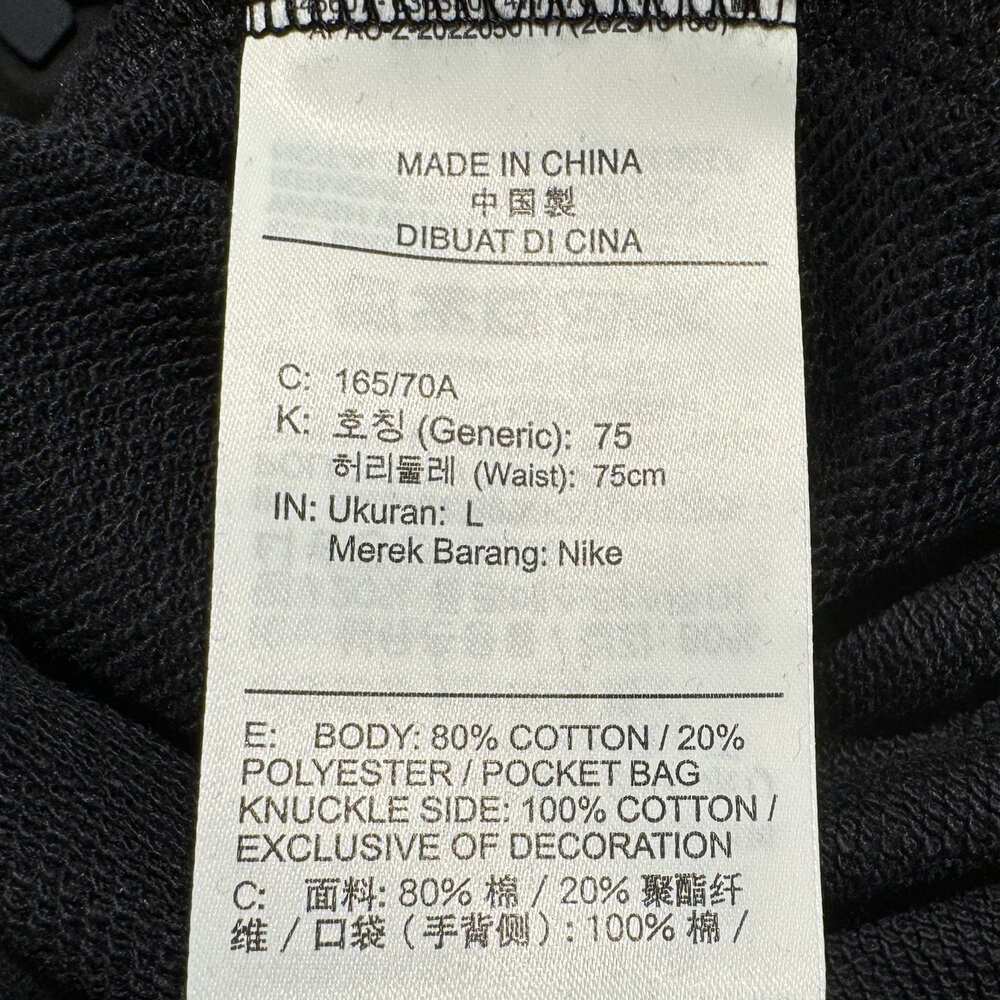 MADE IN CHINA
中国製
DIBUAT DI CINA
C: 165/70A
K: 호칭 (Generic): 75
허리둘레 (Waist): 75cm
IN: Ukuran: L
Merek Barang: Nike
E: BODY: 80% COTTON / 20%
POLYESTER / POCKET BAG
KNUCKLE SIDE: 100% COTTON /
EXCLUSIVE OF DECORATION
C: 面料: 80% 棉 / 20% 聚酯纤
维 / 口袋 (手背侧) : 100% 棉 /